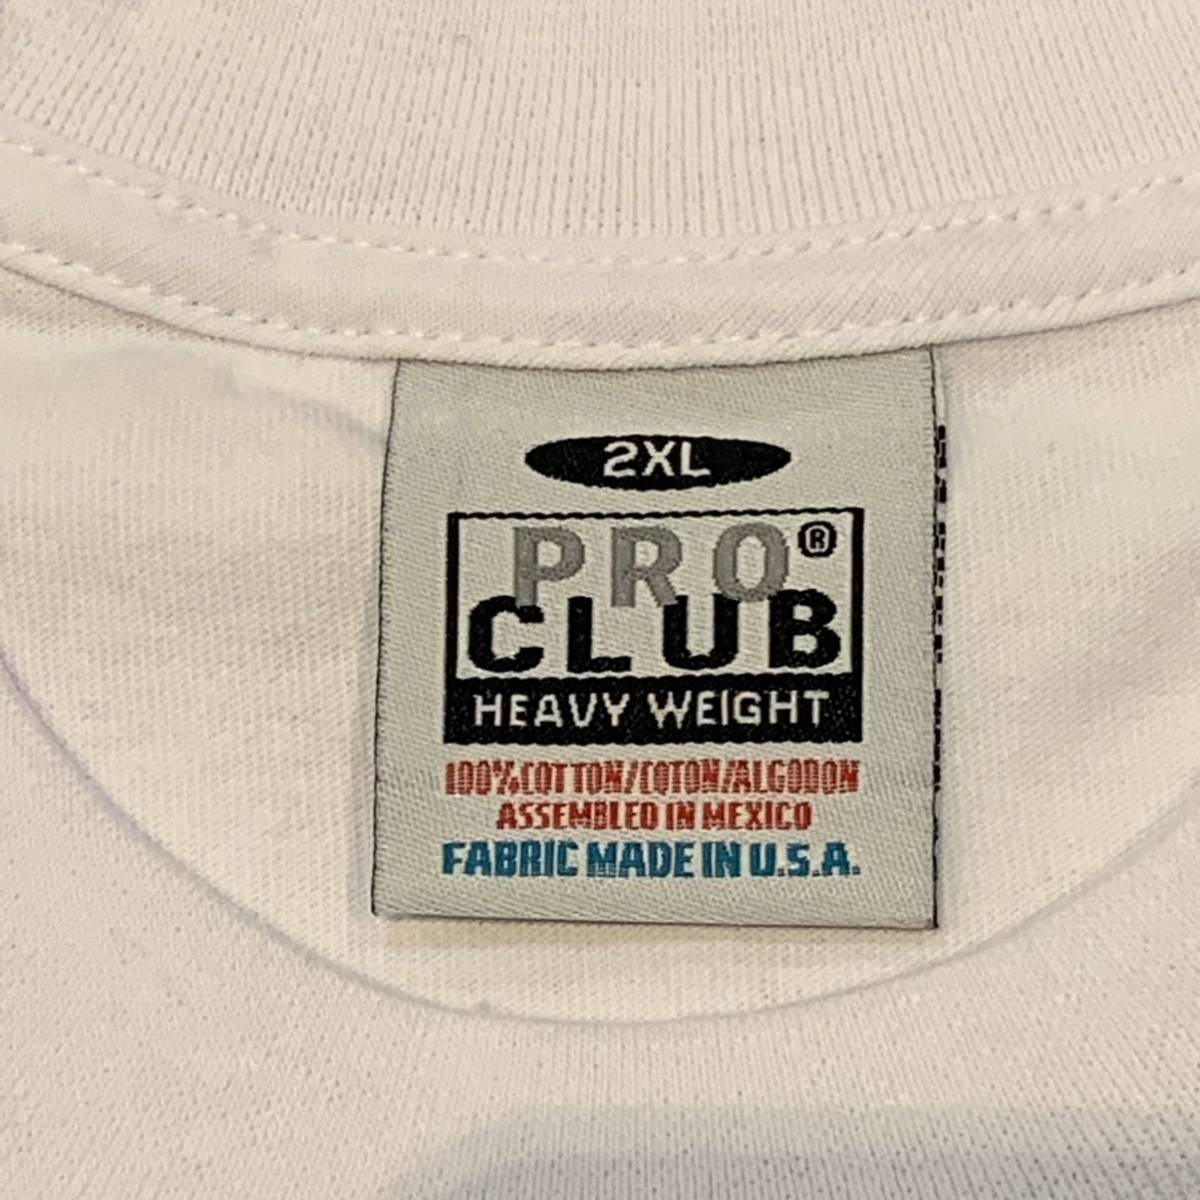 2XL
PRO®
CLUB
HEAVY WEIGHT
100%COTTON/COTON/ALGODON
ASSEMBLED IN MEXICO
FABRIC MADE IN U.S.A.